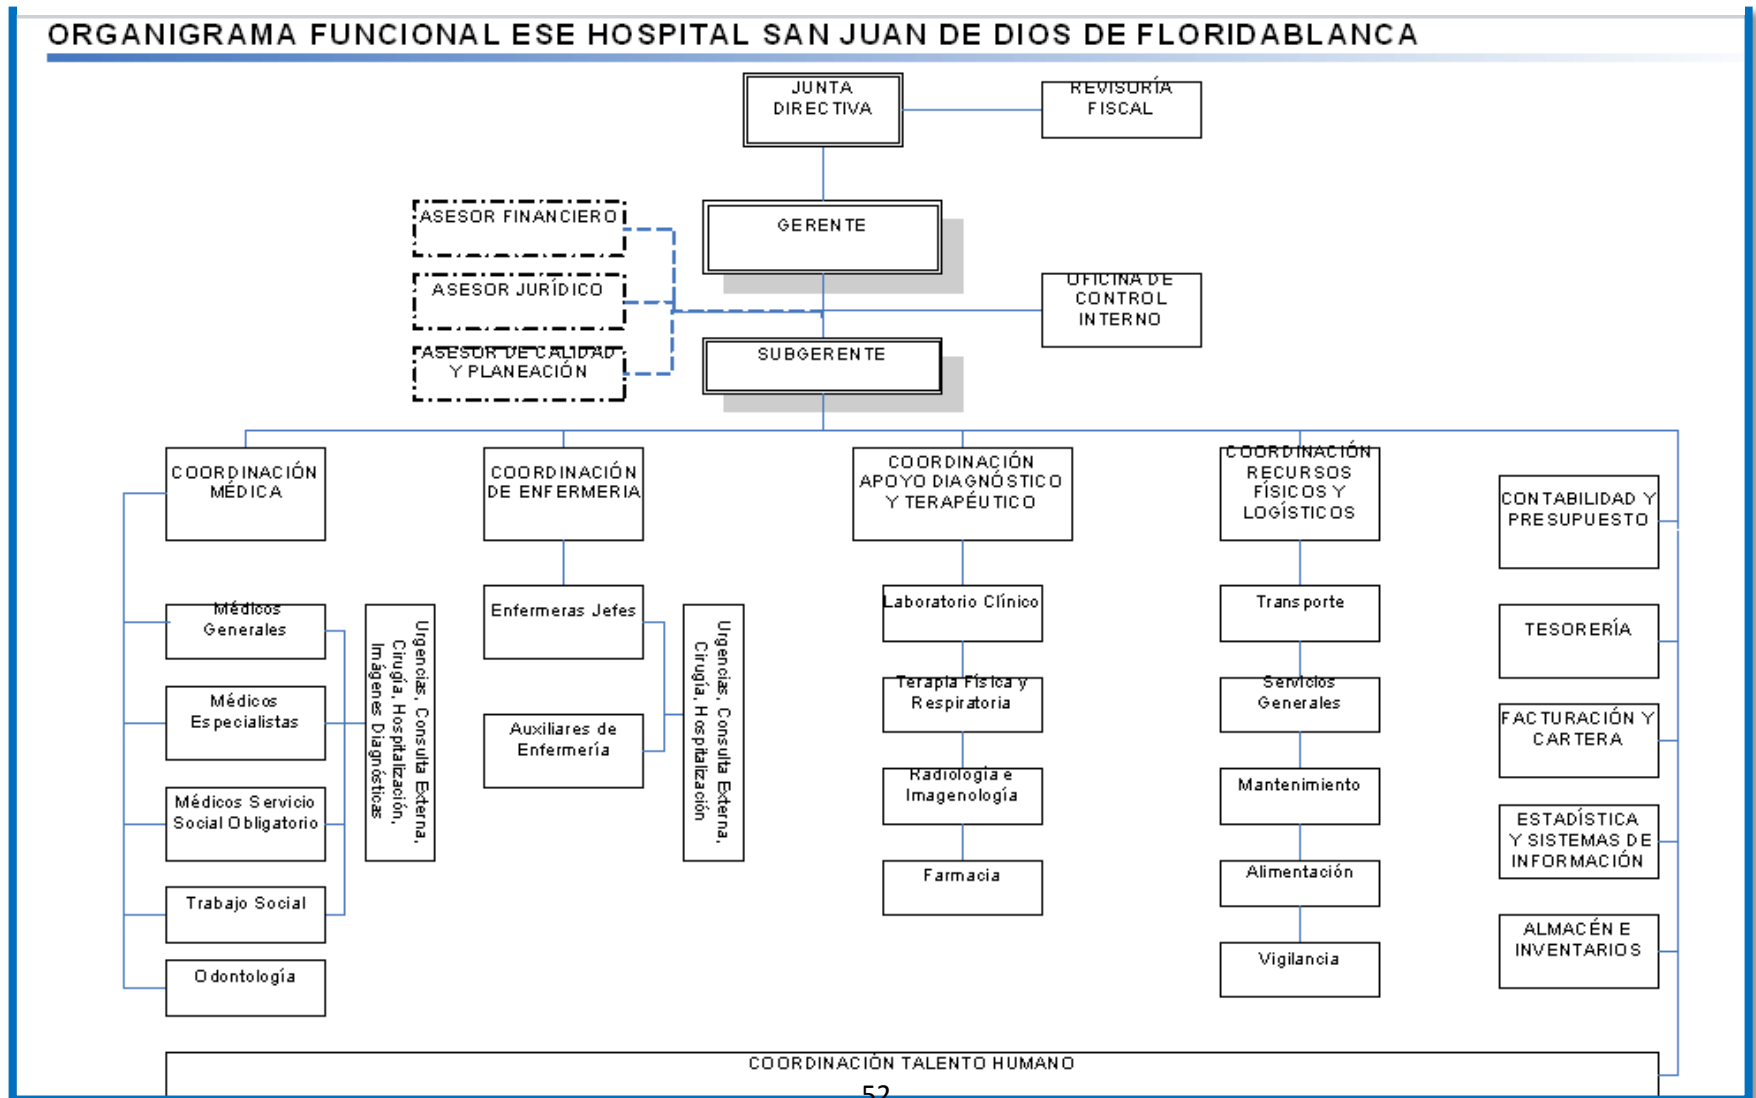 ORGANIGRAMA FUNCIONAL ESE HOSPITAL SAN JUAN DE DIOS DE FLORIDABLANCA
JUNTA
DIRECTIVA
REVISORÍA
FISCAL
ASESOR FINANCIERO
GERENTE
ASESOR JURÍDICO
OFICINA DE
CONTROL
INTERNO
ASESOR DE CALIDAD
Y PLANEACIÓN
SUBGERENTE
COORDINACIÓN
MÉDICA
COORDINACIÓN
DE ENFERMERIA
COORDINACIÓN
APOYO DIAGNÓSTICO
Y TERAPÉUTICO
COORDINACIÓN
RECURSOS
FÍSICOS Y
LOGÍSTICOS
CONTABILIDAD Y
PRESUPUESTO
Médicos
Generales
Médicos
Especialistas
Médicos Servicio
Social Obligatorio
Trabajo Social
Odontología
Urgencias, Consulta Externa,
Cirugía, Hospitalización,
Imágenes Diagnósticas
Enfermeras Jefes
Auxiliares de
Enfermería
Urgencias, Consulta Externa,
Cirugía, Hospitalización
Laboratorio Clínico
Terapia Física y
Respiratoria
Radiología e
Imagenología
Farmacia
Transporte
Servicios
Generales
Mantenimiento
Alimentación
Vigilancia
TESORERÍA
FACTURACIÓN Y
CARTERA
ESTADÍSTICA
Y SISTEMAS DE
INFORMACIÓN
ALMACÉN E
INVENTARIOS
COORDINACIÓN TALENTO HUMANO
52